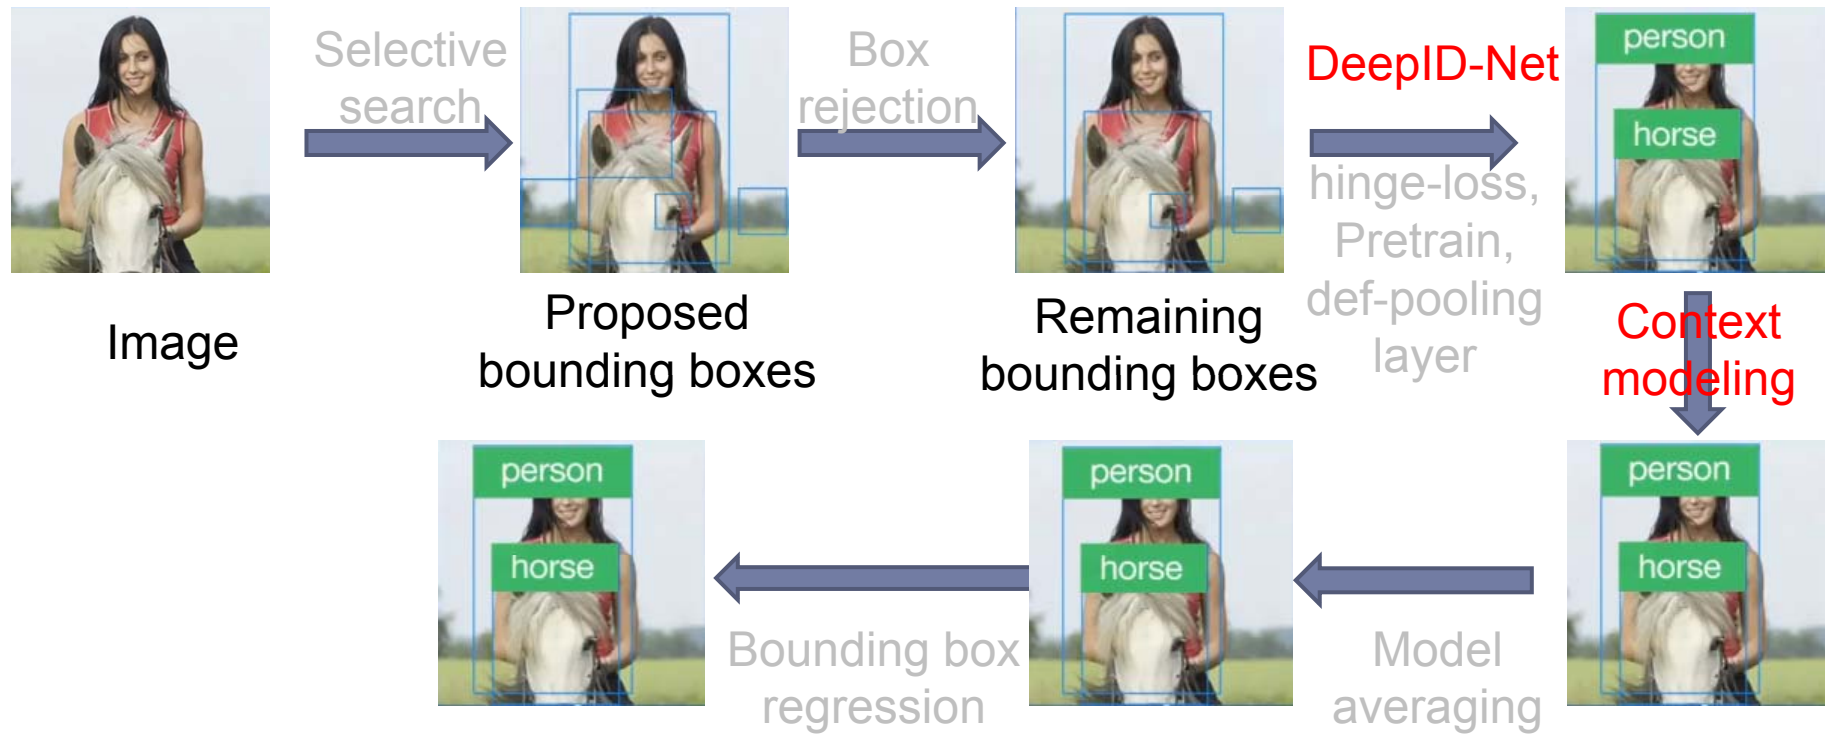 Selective
search
Box
rejection
DeepID-Net
hinge-loss,
Pretrain,
def-pooling
layer
person
horse
Image
Proposed
bounding boxes
Remaining
bounding boxes
Context
modeling
person
horse
Model
averaging
person
horse
Bounding box
regression
person
horse